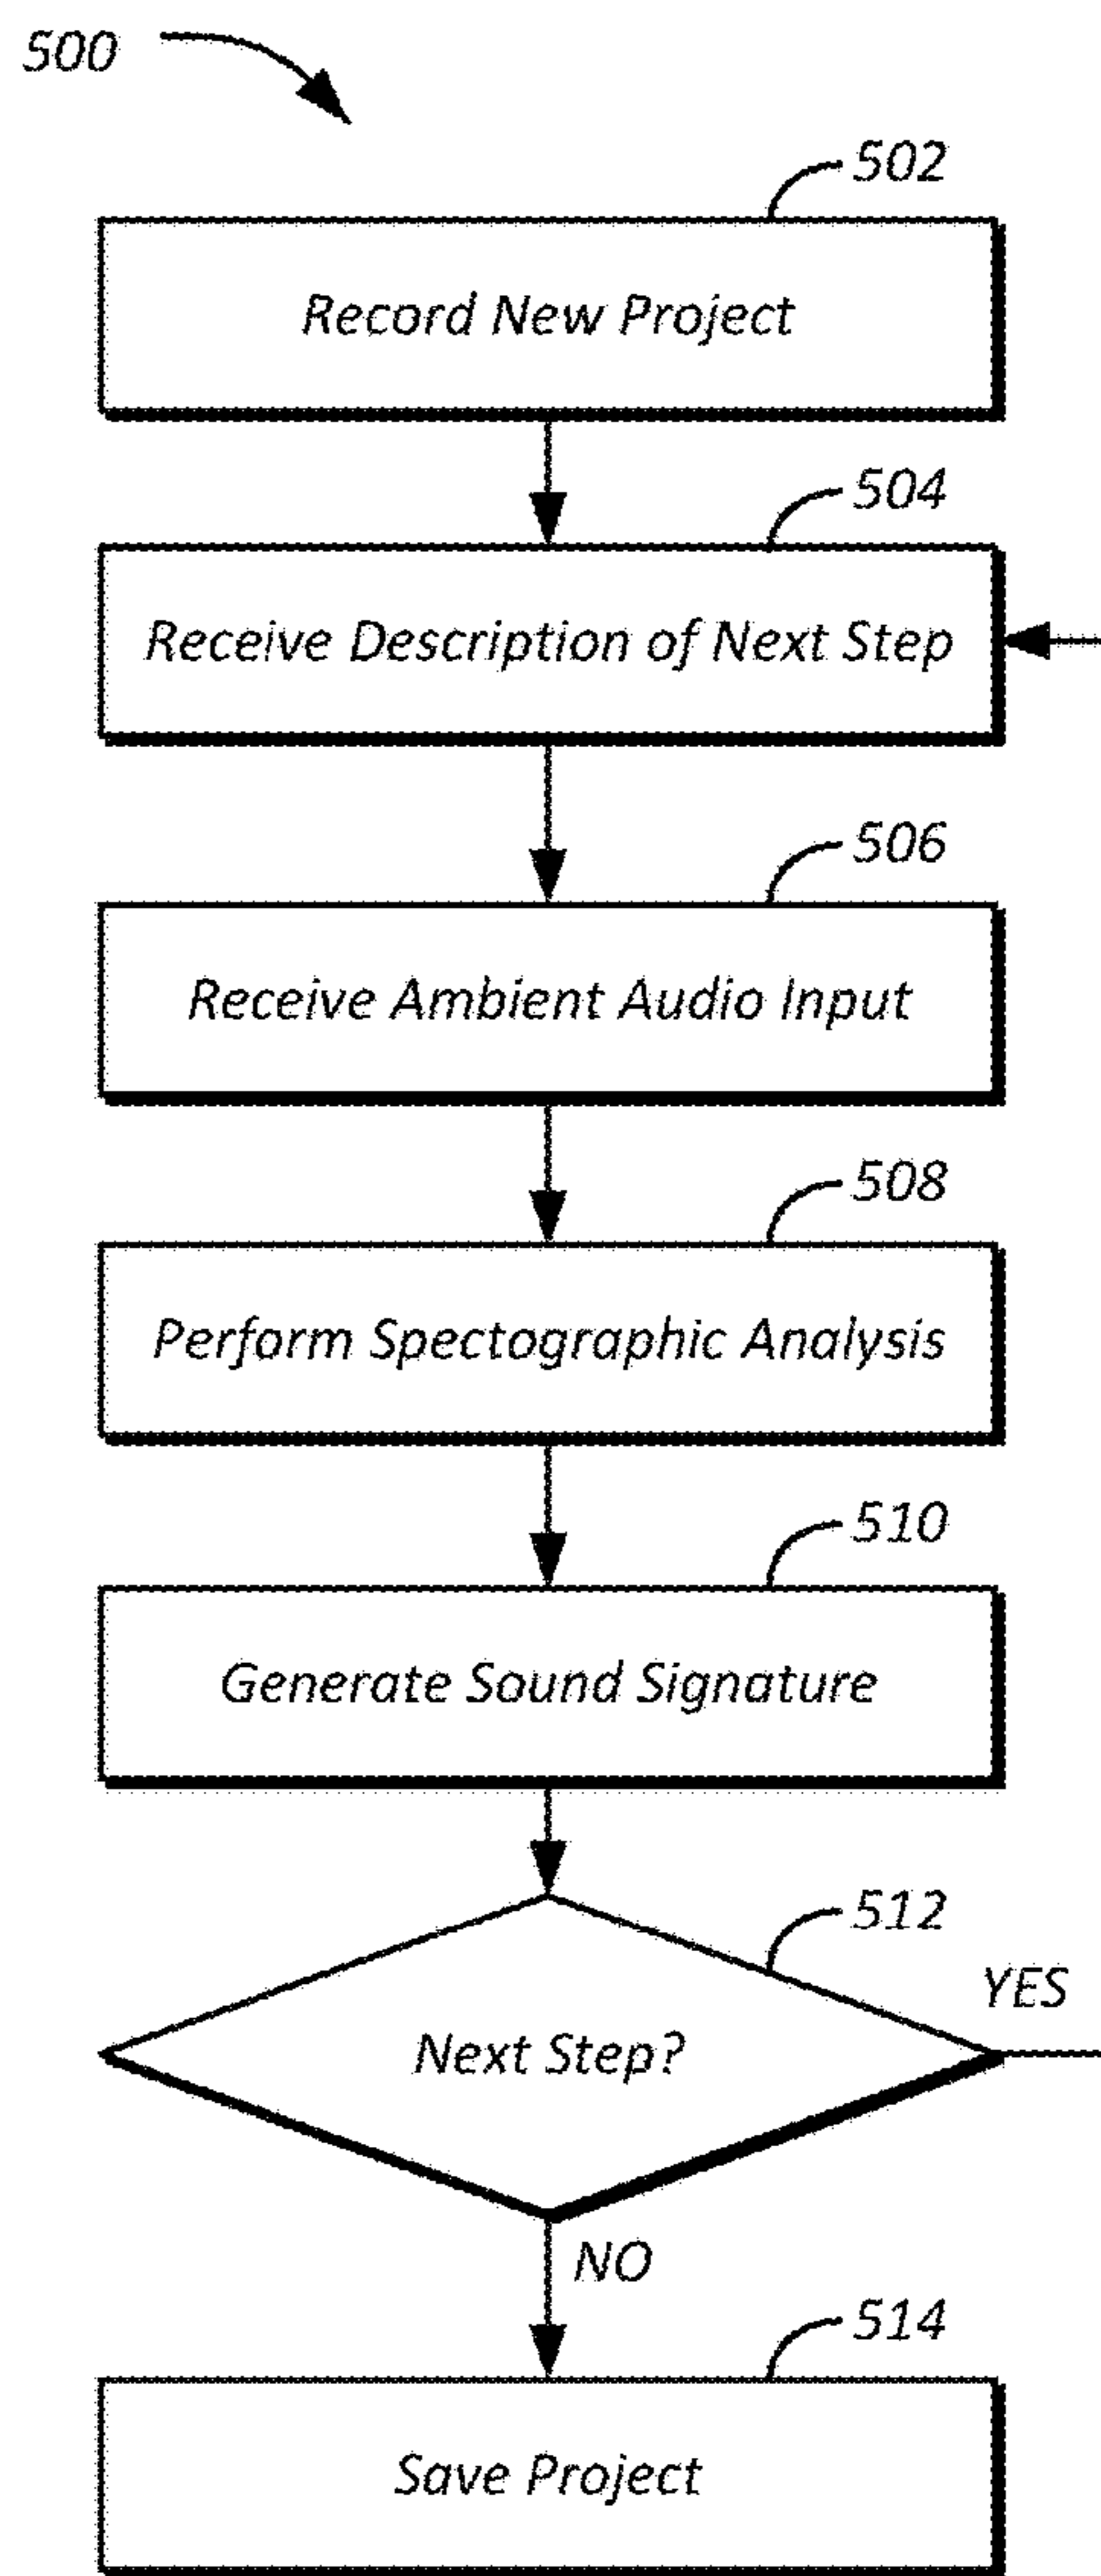 500
502
Record New Project
504
Receive Description of Next Step
506
Receive Ambient Audio Input
508
Perform Spectographic Analysis
510
Generate Sound Signature
512
YES
Next Step?
NO
514
Save Project